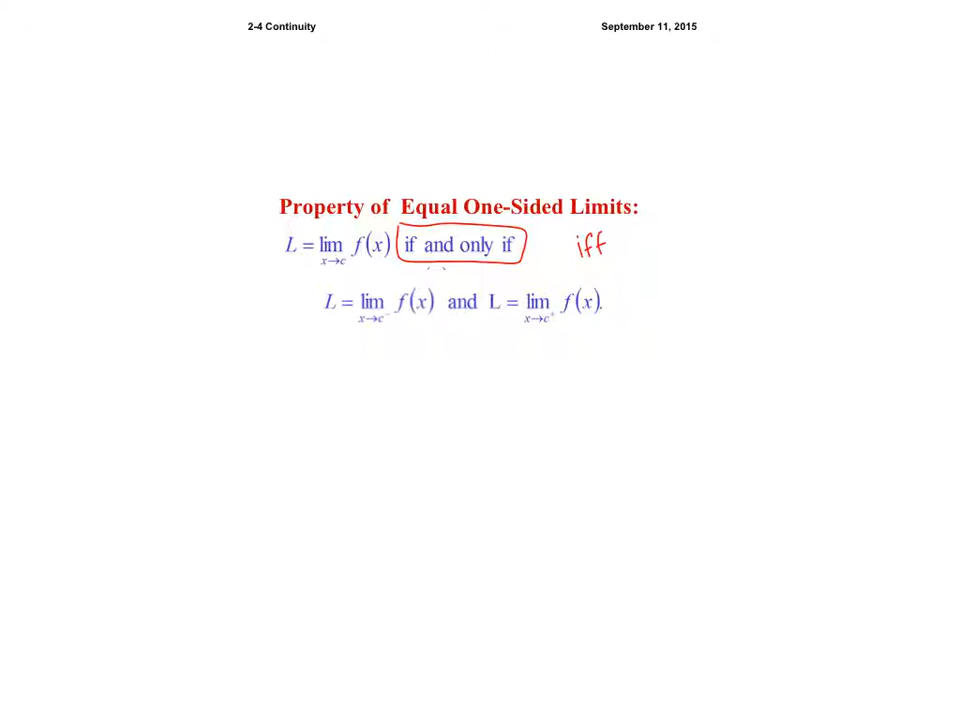 2-4 Continuity September 11, 2015
Property of Equal One-Sided Limits:
L = lim x→c f(x) if and only if iff
L = lim x→c⁻ f(x) and L = lim x→c⁺ f(x).